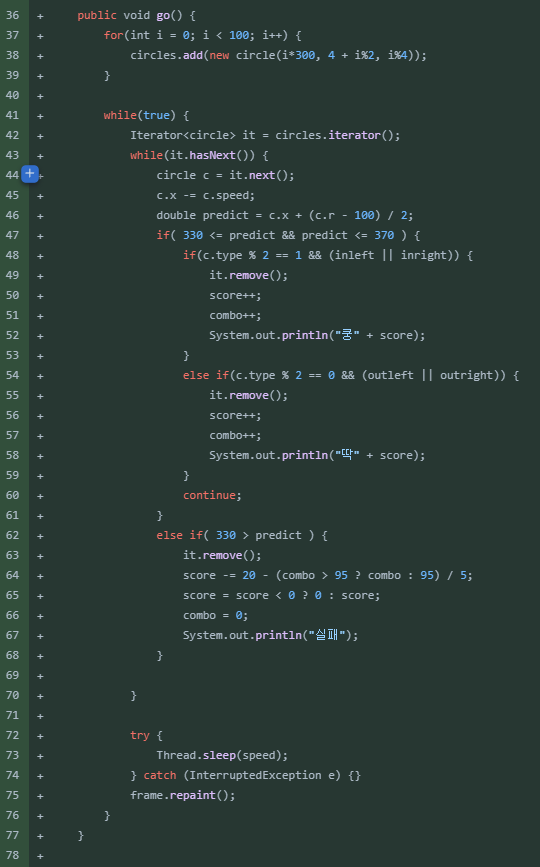 36 + public void go() {
37 + for(int i = 0; i < 100; i++) {
38 + circles.add(new circle(i*300, 4 + i%2, i%4));
39 + }
40 +
41 + while(true) {
42 + Iterator<circle> it = circles.iterator();
43 + while(it.hasNext()) {
44 + circle c = it.next();
45 + c.x -= c.speed;
46 + double predict = c.x + (c.r - 100) / 2;
47 + if( 330 <= predict && predict <= 370 ) {
48 + if(c.type % 2 == 1 && (inleft || inright)) {
49 + it.remove();
50 + score++;
51 + combo++;
52 + System.out.println("쿵" + score);
53 + }
54 + else if(c.type % 2 == 0 && (outleft || outright)) {
55 + it.remove();
56 + score++;
57 + combo++;
58 + System.out.println("딱" + score);
59 + }
60 + continue;
61 + }
62 + else if( 330 > predict ) {
63 + it.remove();
64 + score -= 20 - (combo > 95 ? combo : 95) / 5;
65 + score = score < 0 ? 0 : score;
66 + combo = 0;
67 + System.out.println("실패");
68 + }
69 +
70 + }
71 +
72 + try {
73 + Thread.sleep(speed);
74 + } catch (InterruptedException e) {}
75 + frame.repaint();
76 + }
77 + }
78 +